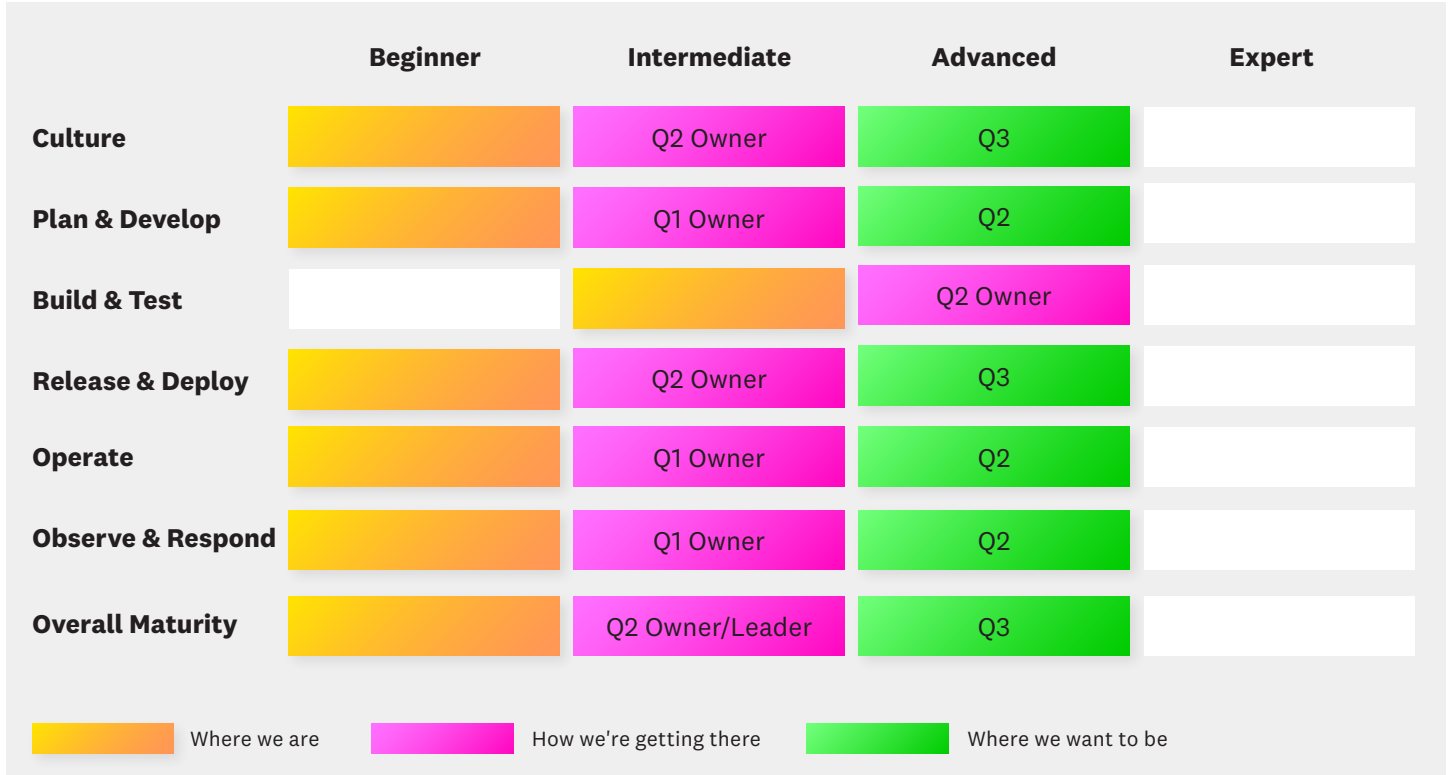 Beginner Intermediate Advanced Expert
Culture Q2 Owner Q3
Plan & Develop Q1 Owner Q2
Build & Test Q2 Owner
Release & Deploy Q2 Owner Q3
Operate Q1 Owner Q2
Observe & Respond Q1 Owner Q2
Overall Maturity Q2 Owner/Leader Q3
Where we are How we're getting there Where we want to be